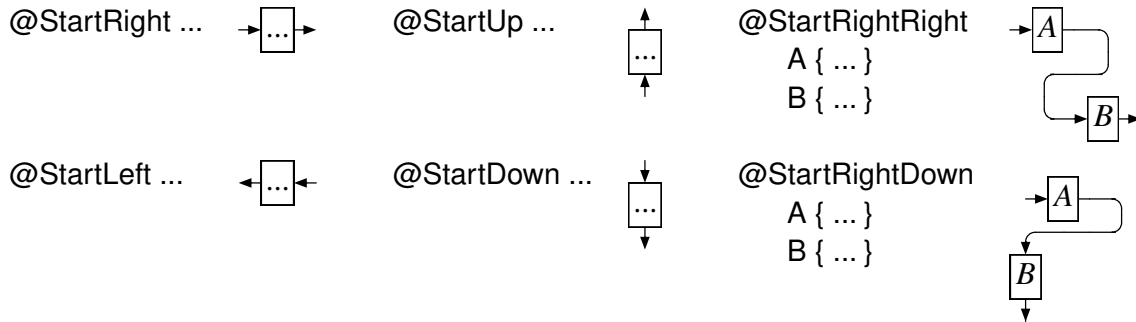 @StartRight ...
...
@StartUp ...
...
@StartRightRight
A { ... }
B { ... }
A
B
@StartLeft ...
...
@StartDown ...
...
@StartRightDown
A { ... }
B { ... }
A
B